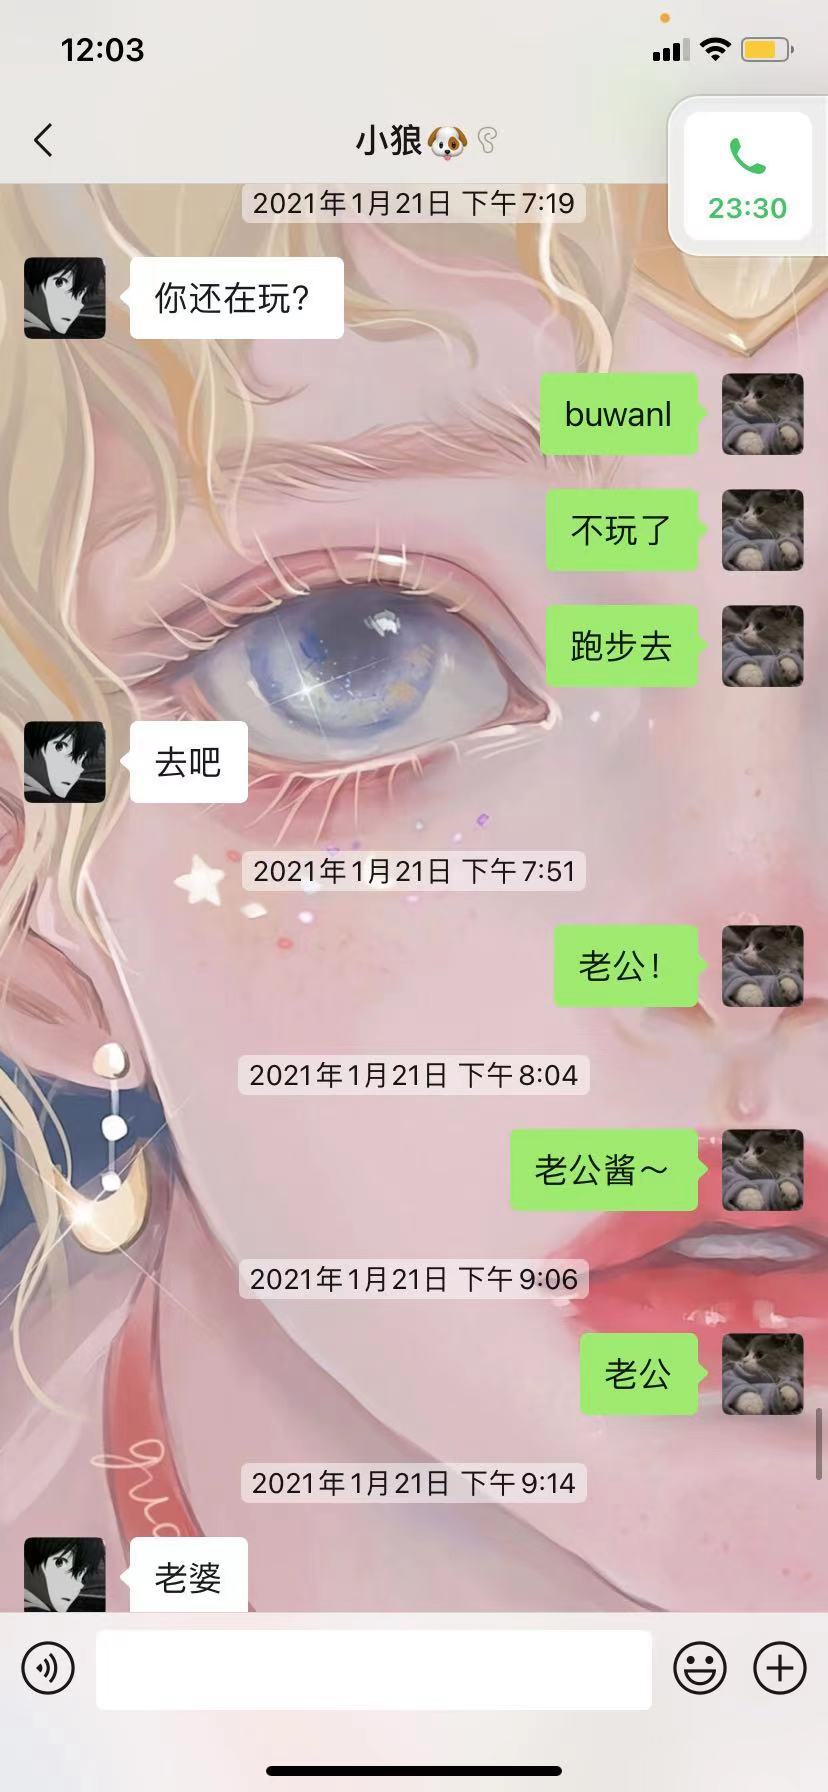 12:03
小狼🐶
23:30
2021年1月21日 下午7:19
你还在玩？
buwanl
不玩了
跑步去
去吧
2021年1月21日 下午7:51
老公！
2021年1月21日 下午8:04
老公酱～
2021年1月21日 下午9:06
老公
2021年1月21日 下午9:14
老婆